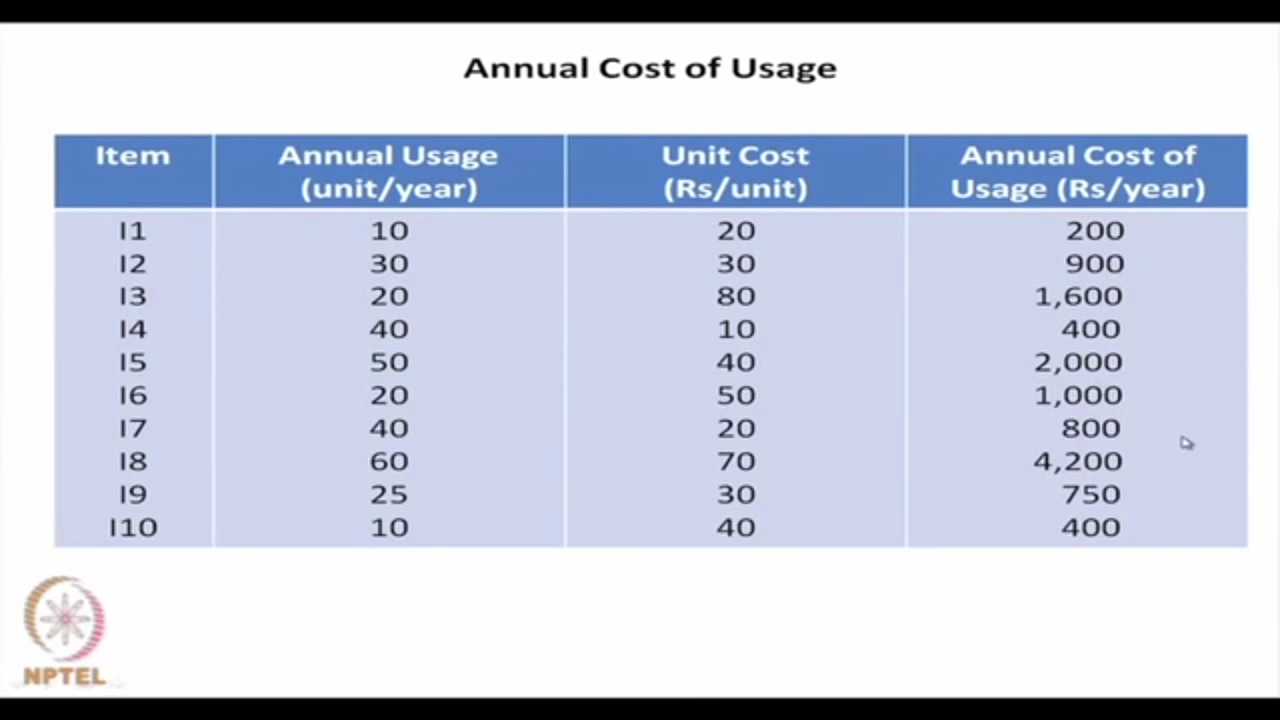 Annual Cost of Usage
Item Annual Usage (unit/year) Unit Cost (Rs/unit) Annual Cost of Usage (Rs/year)
I1 10 20 200
I2 30 30 900
I3 20 80 1,600
I4 40 10 400
I5 50 40 2,000
I6 20 50 1,000
I7 40 20 800
I8 60 70 4,200
I9 25 30 750
I10 10 40 400
NPTEL